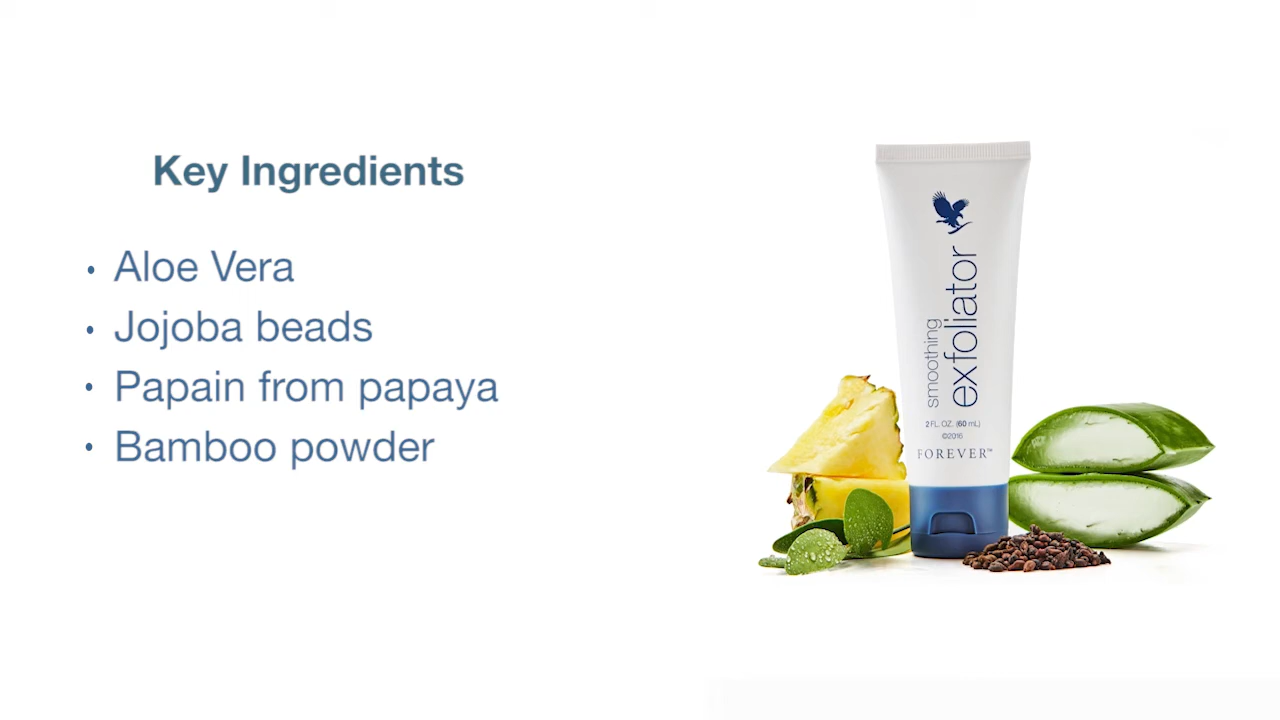 Key Ingredients
• Aloe Vera
• Jojoba beads
• Papain from papaya
• Bamboo powder
smoothing
exfoliator
2 FL. OZ. (60 mL)
©2016
FOREVER™